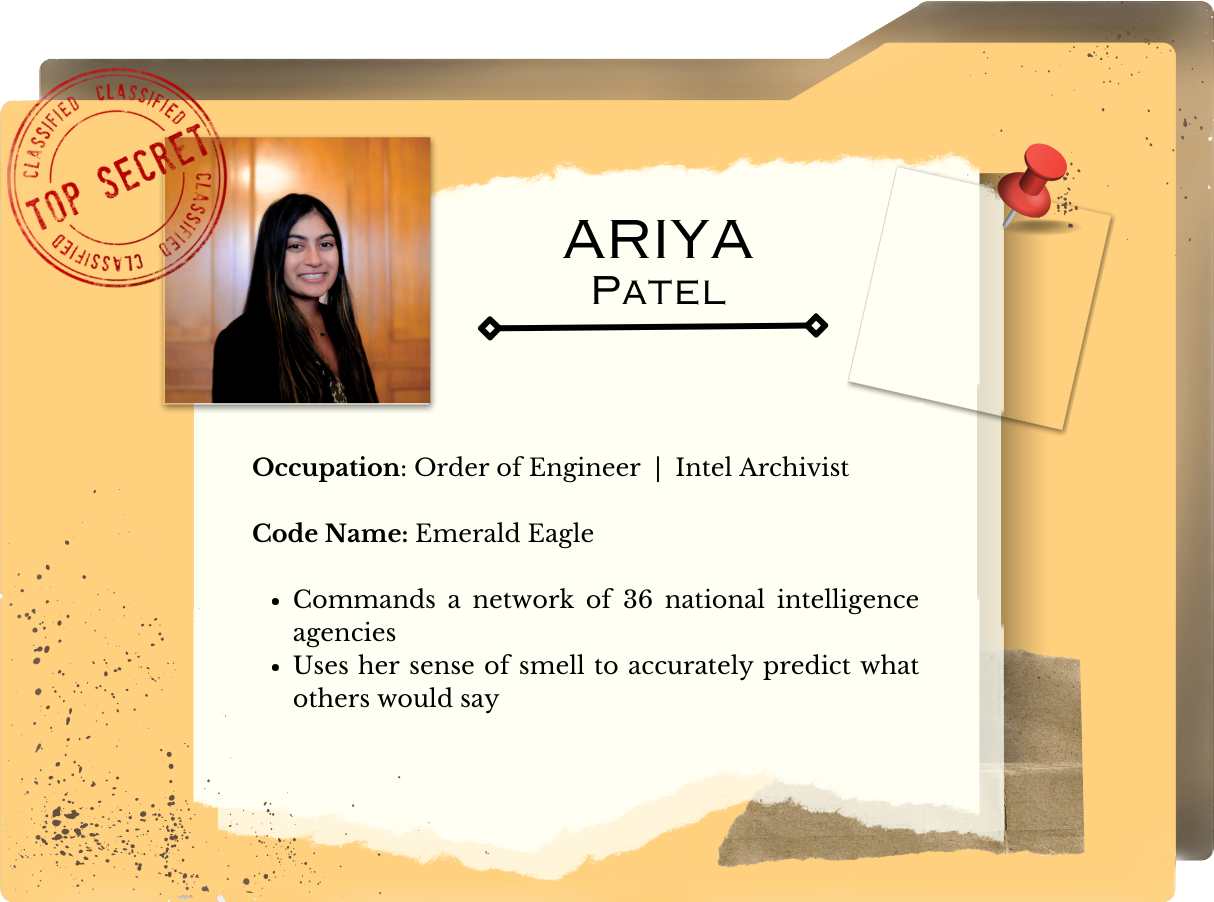 CLASSIFIED
CLASSIFIED
TOP SECRET
CLASSIFIED
CLASSIFIED
ARIYA
PATEL
Occupation: Order of Engineer | Intel Archivist
Code Name: Emerald Eagle
• Commands a network of 36 national intelligence
agencies
• Uses her sense of smell to accurately predict what
others would say